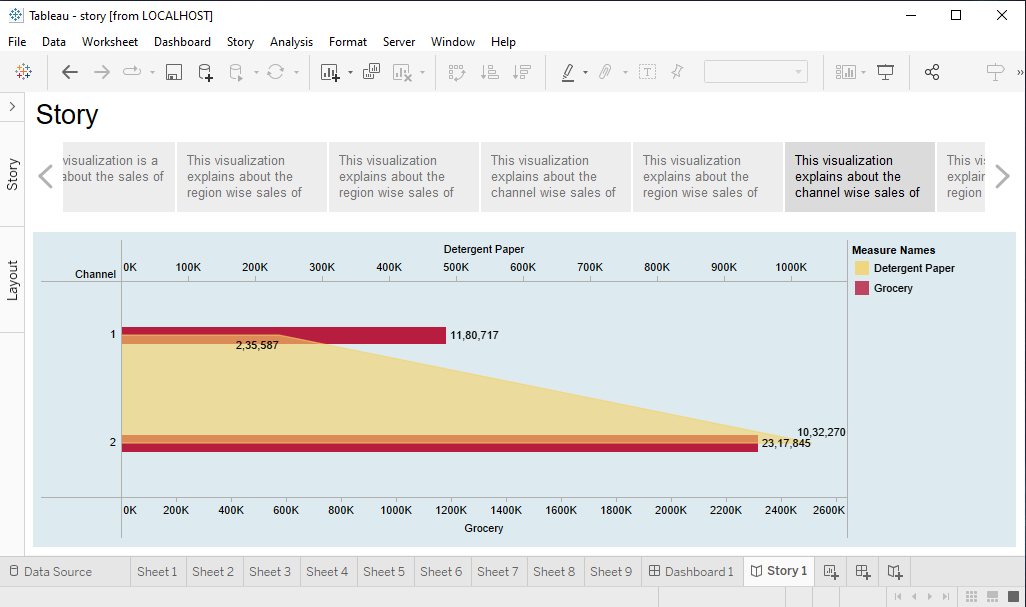 Tableau - story [from LOCALHOST]
File Data Worksheet Dashboard Story Analysis Format Server Window Help
Story
Story
Layout
visualization is a
about the sales of
This visualization
explains about the
region wise sales of
This visualization
explains about the
region wise sales of
This visualization
explains about the
channel wise sales of
This visualization
explains about the
region wise sales of
This visualization
explains about the
channel wise sales of
This vi
explain
region
Detergent Paper
Channel 0K 100K 200K 300K 400K 500K 600K 700K 800K 900K 1000K
1
11,80,717
2,35,587
2
10,32,270
23,17,845
0K 200K 400K 600K 800K 1000K 1200K 1400K 1600K 1800K 2000K 2200K 2400K 2600K
Grocery
Measure Names
Detergent Paper
Grocery
Data Source Sheet 1 Sheet 2 Sheet 3 Sheet 4 Sheet 5 Sheet 6 Sheet 7 Sheet 8 Sheet 9 Dashboard 1 Story 1